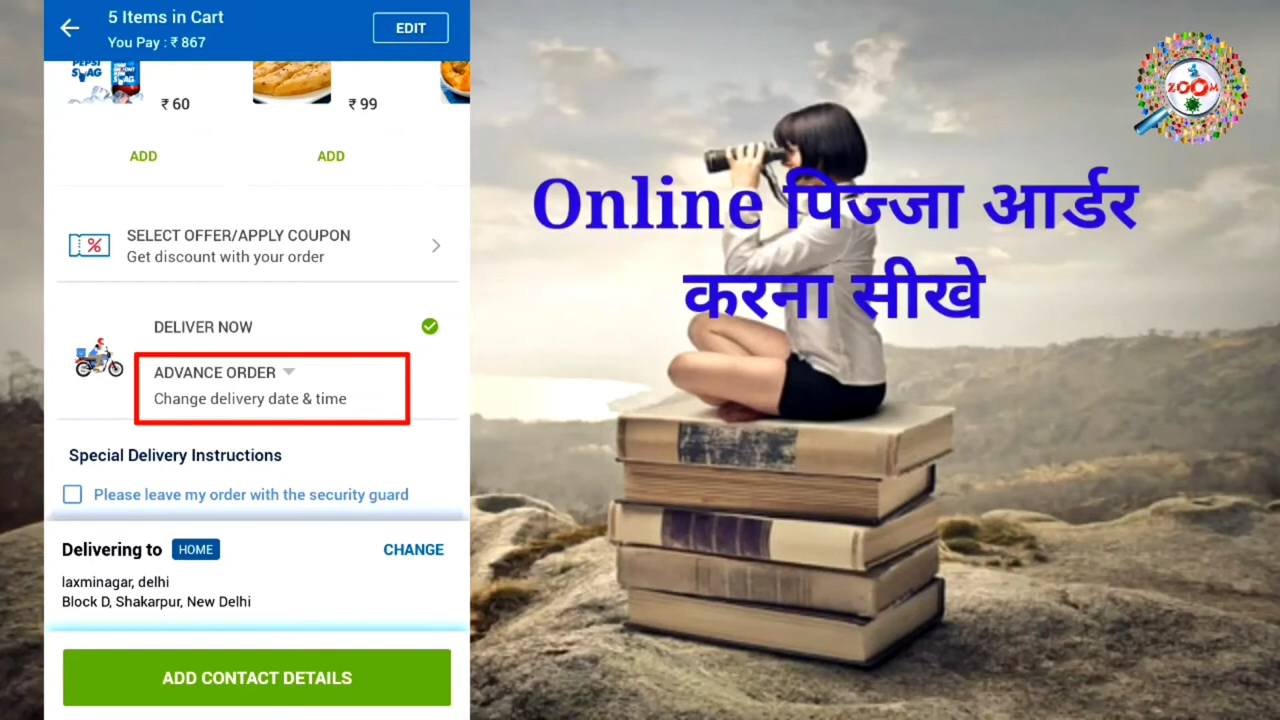 5 Items in Cart
You Pay : ₹ 867
EDIT
PEPSI
SWAG
₹ 60
₹ 99
ADD
ADD
SELECT OFFER/APPLY COUPON
Get discount with your order
DELIVER NOW
ADVANCE ORDER
Change delivery date & time
Special Delivery Instructions
Please leave my order with the security guard
Delivering to HOME
CHANGE
laxminagar, delhi
Block D, Shakarpur, New Delhi
ADD CONTACT DETAILS
Online पिज्जा आर्डर
करना सीखे
ZOOM